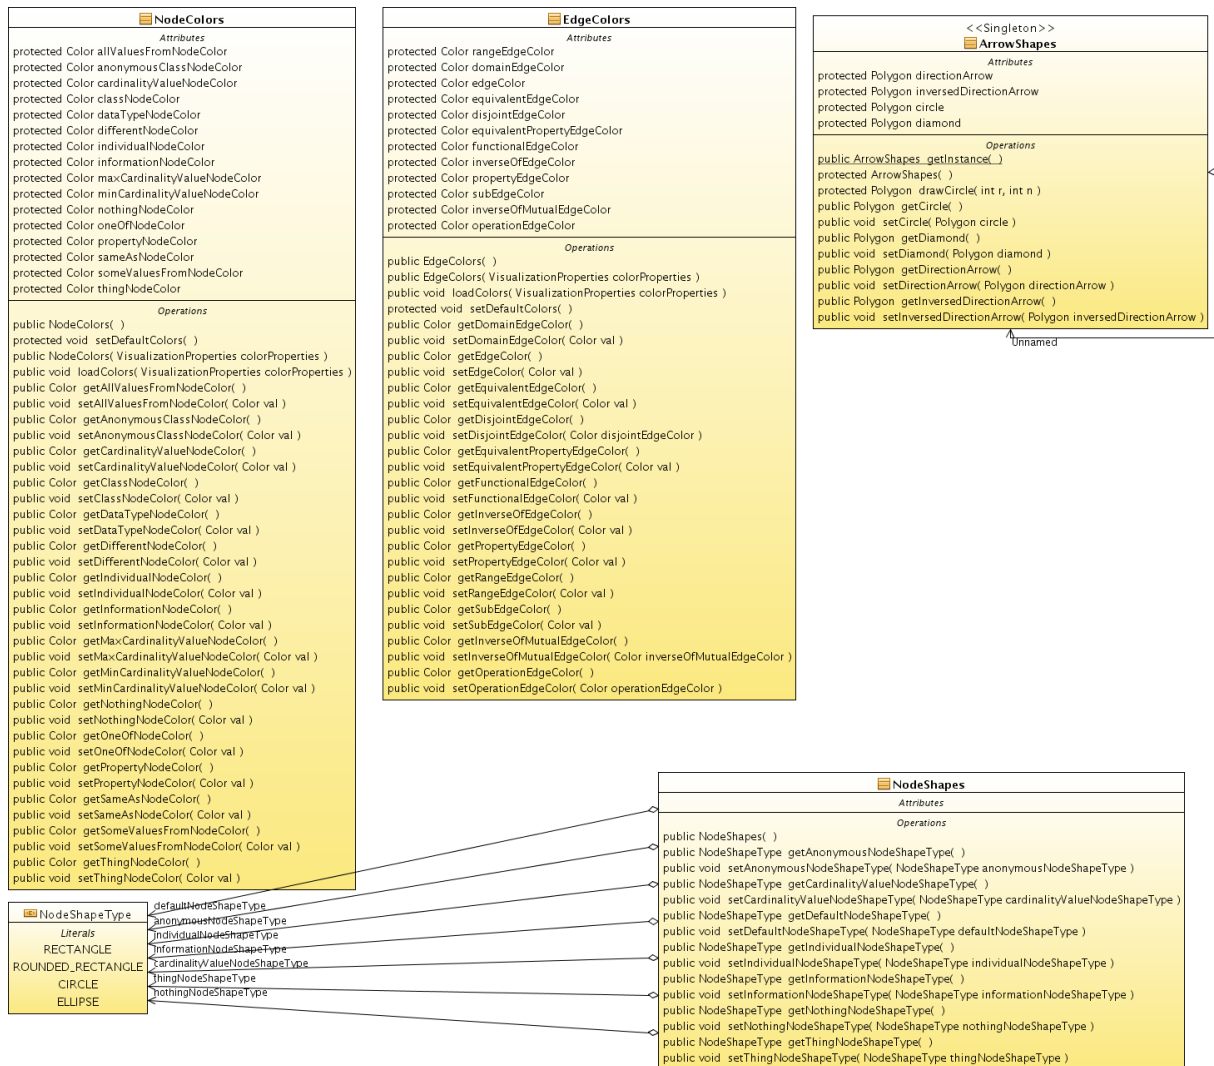 NodeColors
Attributes
protected Color allValuesFromNodeColor
protected Color anonymousClassNodeColor
protected Color cardinalityValueNodeColor
protected Color classNodeColor
protected Color dataTypeNodeColor
protected Color differentNodeColor
protected Color individualNodeColor
protected Color informationNodeColor
protected Color maxCardinalityValueNodeColor
protected Color minCardinalityValueNodeColor
protected Color nothingNodeColor
protected Color oneOfNodeColor
protected Color propertyNodeColor
protected Color sameAsNodeColor
protected Color someValuesFromNodeColor
protected Color thingNodeColor
Operations
public NodeColors( )
protected void setDefaultColors( )
public NodeColors( VisualizationProperties colorProperties )
public void loadColors( VisualizationProperties colorProperties )
public Color getAllValuesFromNodeColor( )
public void setAllValuesFromNodeColor( Color val )
public Color getAnonymousClassNodeColor( )
public void setAnonymousClassNodeColor( Color val )
public Color getCardinalityValueNodeColor( )
public void setCardinalityValueNodeColor( Color val )
public Color getClassNodeColor( )
public void setClassNodeColor( Color val )
public Color getDataTypeNodeColor( )
public void setDataTypeNodeColor( Color val )
public Color getDifferentNodeColor( )
public void setDifferentNodeColor( Color val )
public Color getIndividualNodeColor( )
public void setIndividualNodeColor( Color val )
public Color getInformationNodeColor( )
public void setInformationNodeColor( Color val )
public Color getMaxCardinalityValueNodeColor( )
public void setMaxCardinalityValueNodeColor( Color val )
public Color getMinCardinalityValueNodeColor( )
public void setMinCardinalityValueNodeColor( Color val )
public Color getNothingNodeColor( )
public void setNothingNodeColor( Color val )
public Color getOneOfNodeColor( )
public void setOneOfNodeColor( Color val )
public Color getPropertyNodeColor( )
public void setPropertyNodeColor( Color val )
public Color getSameAsNodeColor( )
public void setSameAsNodeColor( Color val )
public Color getSomeValuesFromNodeColor( )
public void setSomeValuesFromNodeColor( Color val )
public Color getThingNodeColor( )
public void setThingNodeColor( Color val )
EdgeColors
Attributes
protected Color rangeEdgeColor
protected Color domainEdgeColor
protected Color edgeColor
protected Color equivalentEdgeColor
protected Color disjointEdgeColor
protected Color equivalentPropertyEdgeColor
protected Color functionalEdgeColor
protected Color inverseOfEdgeColor
protected Color propertyEdgeColor
protected Color subEdgeColor
protected Color inverseOfMutualEdgeColor
protected Color operationEdgeColor
Operations
public EdgeColors( )
public EdgeColors( VisualizationProperties colorProperties )
public void loadColors( VisualizationProperties colorProperties )
protected void setDefaultColors( )
public Color getDomainEdgeColor( )
public void setDomainEdgeColor( Color val )
public Color getEdgeColor( )
public void setEdgeColor( Color val )
public Color getEquivalentEdgeColor( )
public void setEquivalentEdgeColor( Color val )
public Color getDisjointEdgeColor( )
public void setDisjointEdgeColor( Color disjointEdgeColor )
public Color getEquivalentPropertyEdgeColor( )
public void setEquivalentPropertyEdgeColor( Color val )
public Color getFunctionalEdgeColor( )
public void setFunctionalEdgeColor( Color val )
public Color getInverseOfEdgeColor( )
public void setInverseOfEdgeColor( Color val )
public Color getPropertyEdgeColor( )
public void setPropertyEdgeColor( Color val )
public Color getRangeEdgeColor( )
public void setRangeEdgeColor( Color val )
public Color getSubEdgeColor( )
public void setSubEdgeColor( Color val )
public Color getInverseOfMutualEdgeColor( )
public void setInverseOfMutualEdgeColor( Color inverseOfMutualEdgeColor )
public Color getOperationEdgeColor( )
public void setOperationEdgeColor( Color operationEdgeColor )
<<Singleton>>
ArrowShapes
Attributes
protected Polygon directionArrow
protected Polygon inversedDirectionArrow
protected Polygon circle
protected Polygon diamond
Operations
public ArrowShapes getInstance( )
protected ArrowShapes( )
protected Polygon drawCircle( int r, int n )
public Polygon getCircle( )
public void setCircle( Polygon circle )
public Polygon getDiamond( )
public void setDiamond( Polygon diamond )
public Polygon getDirectionArrow( )
public void setDirectionArrow( Polygon directionArrow )
public Polygon getInversedDirectionArrow( )
public void setInversedDirectionArrow( Polygon inversedDirectionArrow )
Unnamed
NodeShapeType
Literals
RECTANGLE
ROUNDED_RECTANGLE
CIRCLE
ELLIPSE
defaultNodeShapeType
anonymousNodeShapeType
individualNodeShapeType
informationNodeShapeType
cardinalityValueNodeShapeType
thingNodeShapeType
nothingNodeShapeType
NodeShapes
Attributes
Operations
public NodeShapes( )
public NodeShapeType getAnonymousNodeShapeType( )
public void setAnonymousNodeShapeType( NodeShapeType anonymousNodeShapeType )
public NodeShapeType getCardinalityValueNodeShapeType( )
public void setCardinalityValueNodeShapeType( NodeShapeType cardinalityValueNodeShapeType )
public NodeShapeType getDefaultNodeShapeType( )
public void setDefaultNodeShapeType( NodeShapeType defaultNodeShapeType )
public NodeShapeType getIndividualNodeShapeType( )
public void setIndividualNodeShapeType( NodeShapeType individualNodeShapeType )
public NodeShapeType getInformationNodeShapeType( )
public void setInformationNodeShapeType( NodeShapeType informationNodeShapeType )
public NodeShapeType getNothingNodeShapeType( )
public void setNothingNodeShapeType( NodeShapeType nothingNodeShapeType )
public NodeShapeType getThingNodeShapeType( )
public void setThingNodeShapeType( NodeShapeType thingNodeShapeType )